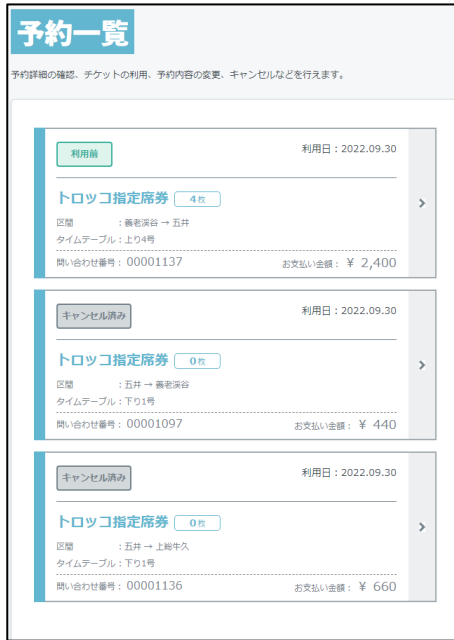 予約一覧
予約詳細の確認、チケットの利用、予約内容の変更、キャンセルなどを行えます。
利用前 利用日：2022.09.30
トロッコ指定席券 4枚
区間 ：養老渓谷 → 五井
タイムテーブル：上り4号
問い合わせ番号： 00001137 お支払い金額： ¥ 2,400
キャンセル済み 利用日：2022.09.30
トロッコ指定席券 0枚
区間 ：五井 → 養老渓谷
タイムテーブル：下り1号
問い合わせ番号： 00001097 お支払い金額： ¥ 440
キャンセル済み 利用日：2022.09.30
トロッコ指定席券 0枚
区間 ：五井 → 上総牛久
タイムテーブル：下り1号
問い合わせ番号： 00001136 お支払い金額： ¥ 660